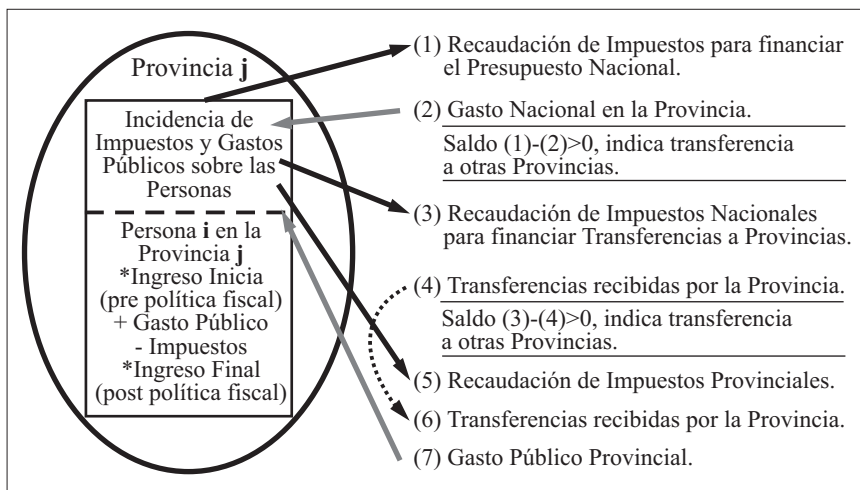 Provincia j
Incidencia de
Impuestos y Gastos
Públicos sobre las
Personas
Persona i en la
Provincia j
*Ingreso Inicia
(pre política fiscal)
+ Gasto Público
- Impuestos
*Ingreso Final
(post política fiscal)
(1) Recaudación de Impuestos para financiar
el Presupuesto Nacional.
(2) Gasto Nacional en la Provincia.
Saldo (1)-(2)>0, indica transferencia
a otras Provincias.
(3) Recaudación de Impuestos Nacionales
para financiar Transferencias a Provincias.
(4) Transferencias recibidas por la Provincia.
Saldo (3)-(4)>0, indica transferencia
a otras Provincias.
(5) Recaudación de Impuestos Provinciales.
(6) Transferencias recibidas por la Provincia.
(7) Gasto Público Provincial.